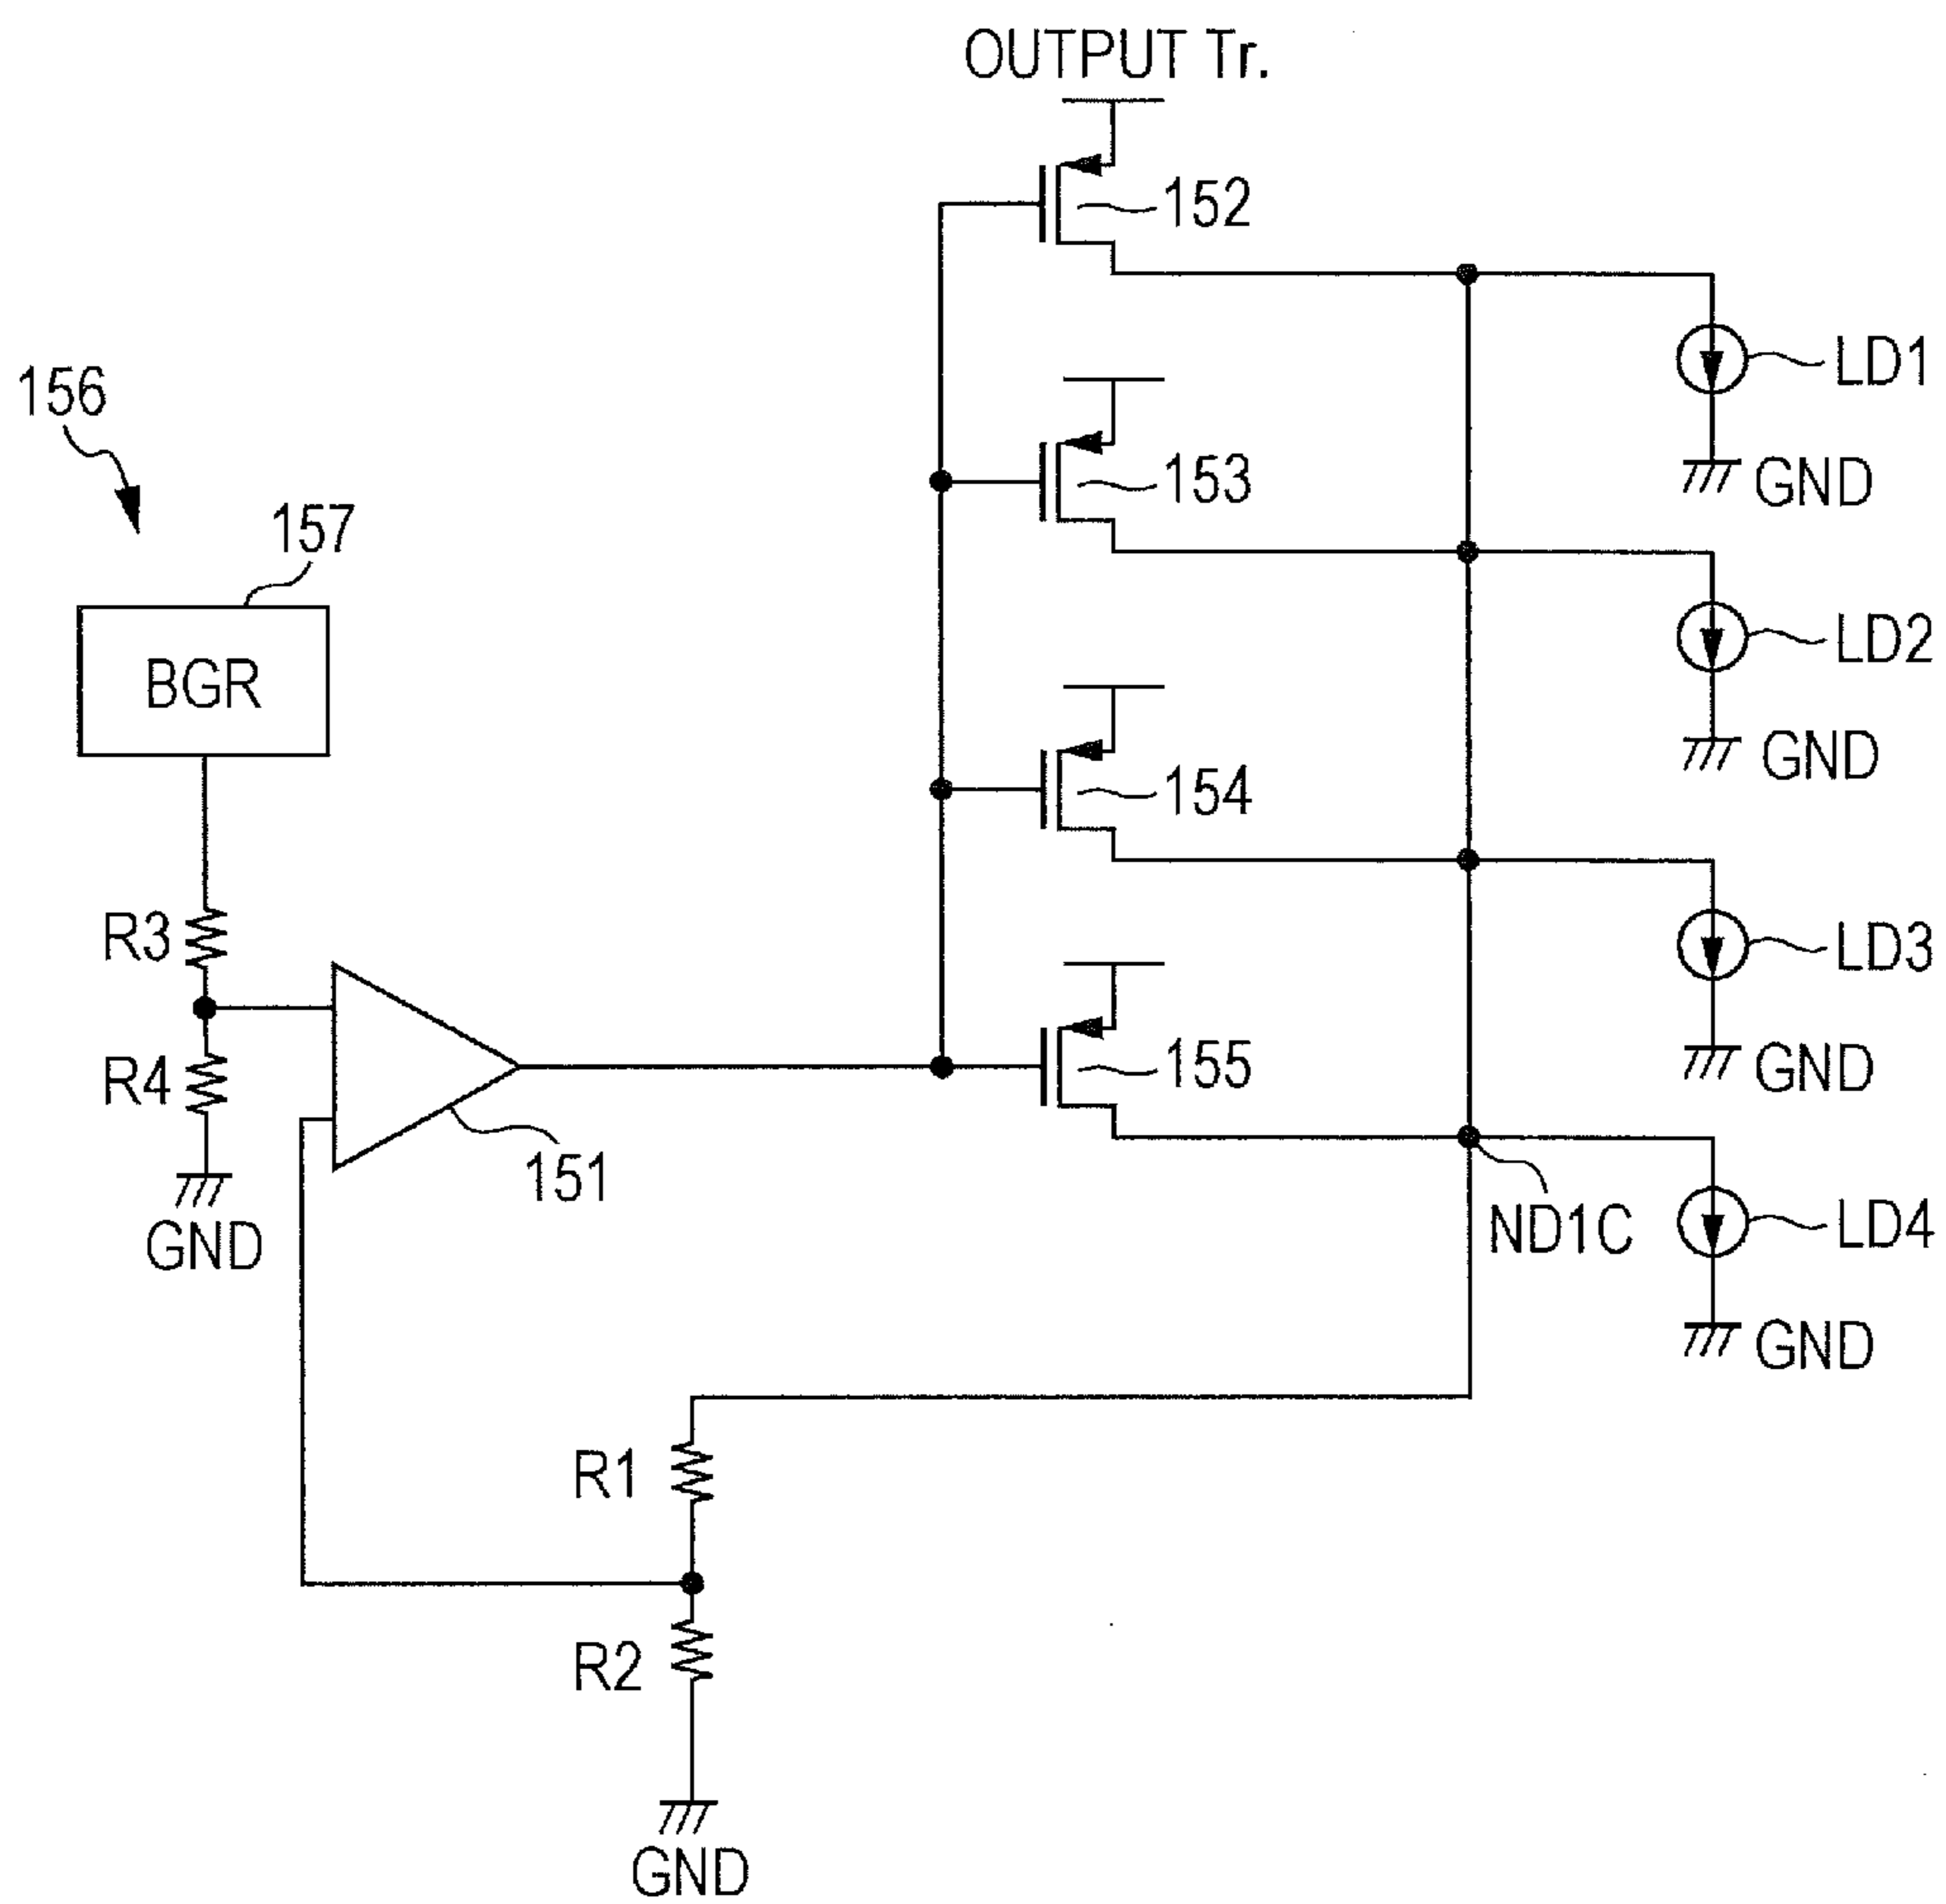 OUTPUT Tr.
152
LD1
156
GND
153
157
LD2
BGR
GND
154
R3
LD3
R4
155
GND
151
GND
ND1C
LD4
GND
R1
R2
GND